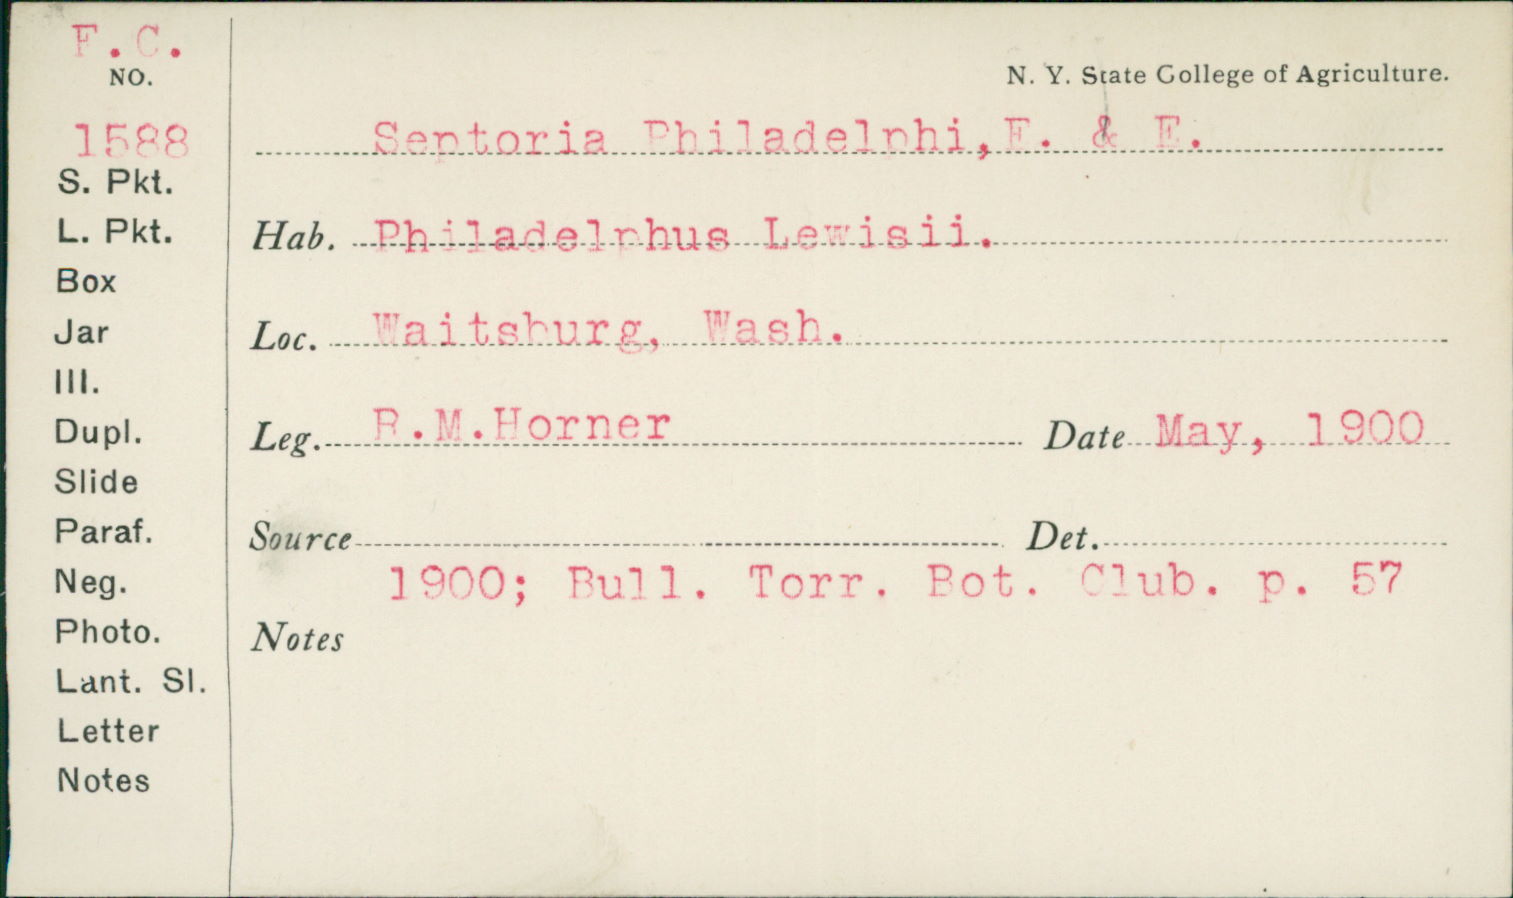 F.C.
NO.
N. Y. State College of Agriculture.
1588
Septoria Philadelphi, E. & E.
S. Pkt.
L. Pkt.
Hab. Philadelphus Lewisii.
Box
Jar
Loc. Waitsburg, Wash.
Ill.
Dupl.
Leg. R.M.Horner Date May, 1900
Slide
Paraf.
Source Det.
Neg.
1900; Bull. Torr. Bot. Club. p. 57
Photo.
Notes
Lant. Sl.
Letter
Notes